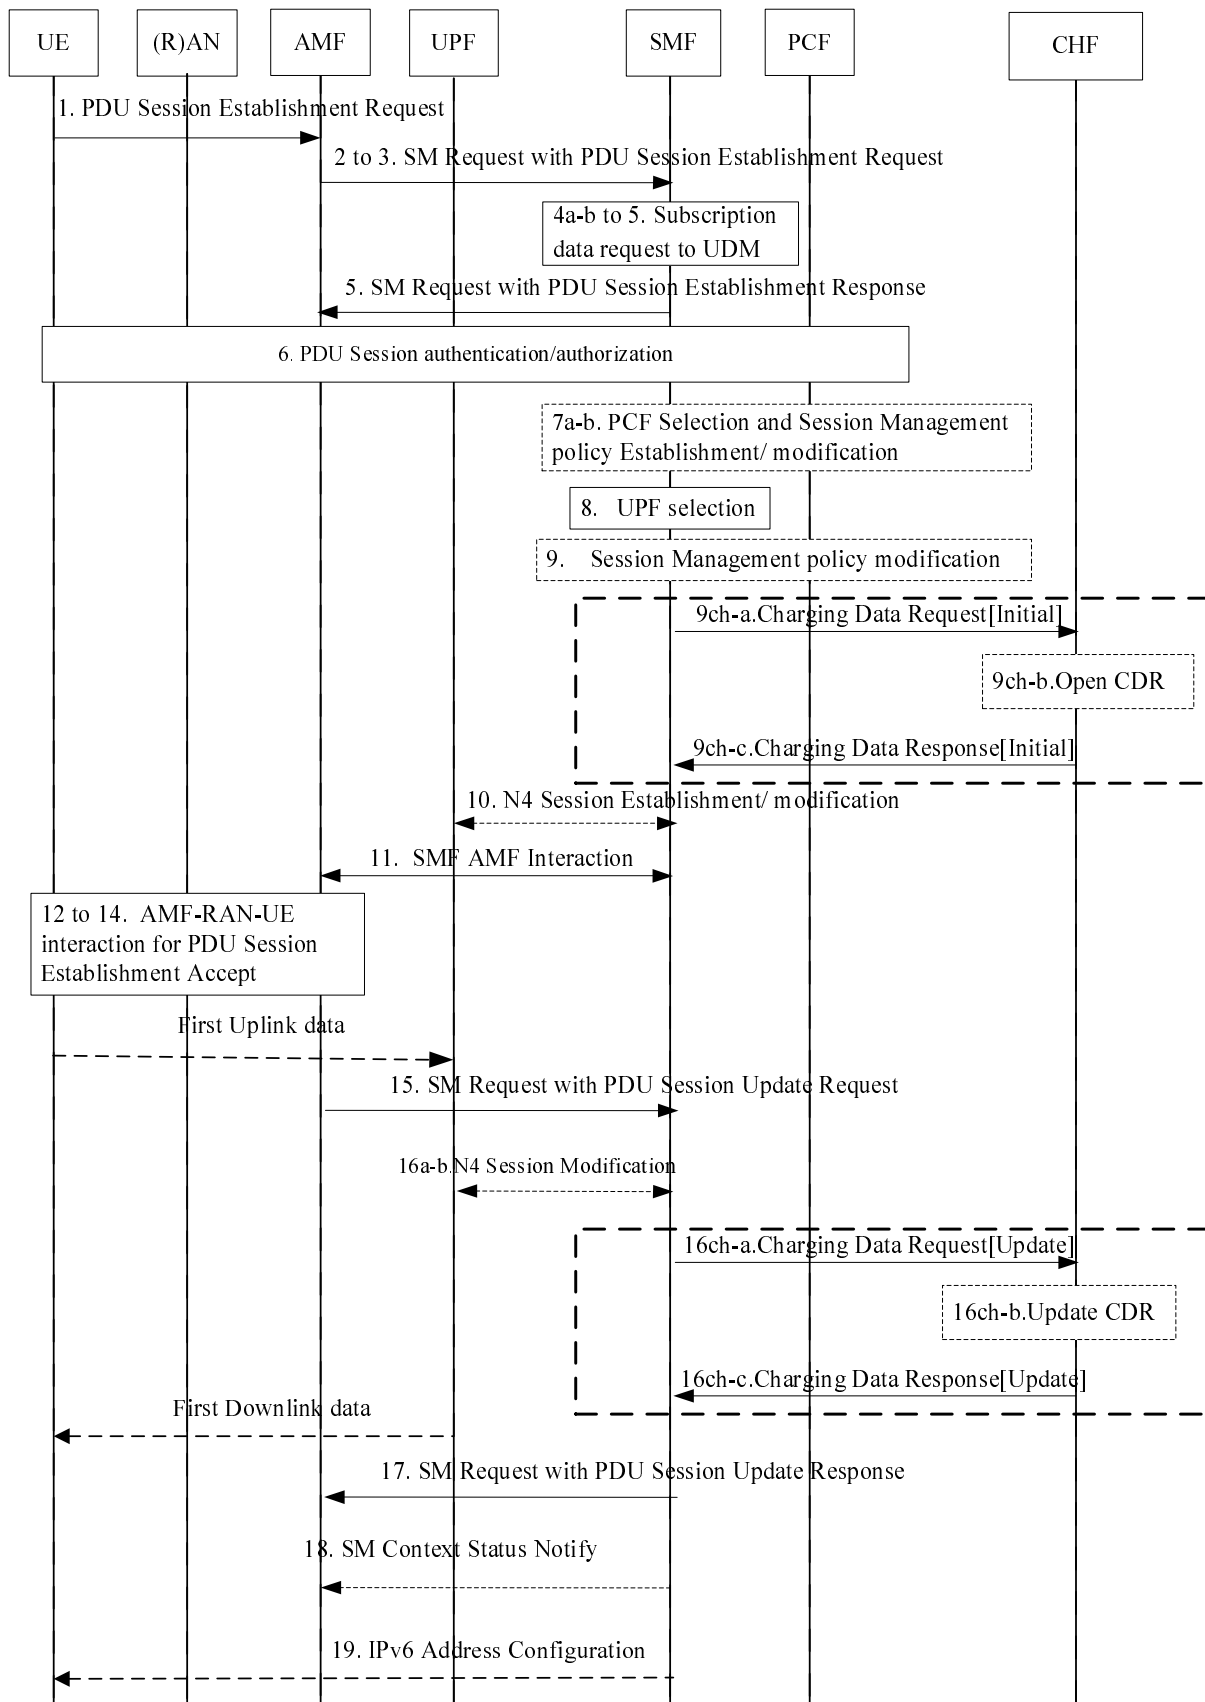 UE
(R)AN
AMF
UPF
SMF
PCF
CHF
1. PDU Session Establishment Request
2 to 3. SM Request with PDU Session Establishment Request
4a-b to 5. Subscription
data request to UDM
5. SM Request with PDU Session Establishment Response
6. PDU Session authentication/authorization
7a-b. PCF Selection and Session Management
policy Establishment/ modification
8. UPF selection
9. Session Management policy modification
9ch-a.Charging Data Request[Initial]
9ch-b.Open CDR
9ch-c.Charging Data Response[Initial]
10. N4 Session Establishment/ modification
11. SMF AMF Interaction
12 to 14. AMF-RAN-UE
interaction for PDU Session
Establishment Accept
First Uplink data
15. SM Request with PDU Session Update Request
16a-b.N4 Session Modification
16ch-a.Charging Data Request[Update]
16ch-b.Update CDR
16ch-c.Charging Data Response[Update]
First Downlink data
17. SM Request with PDU Session Update Response
18. SM Context Status Notify
19. IPv6 Address Configuration